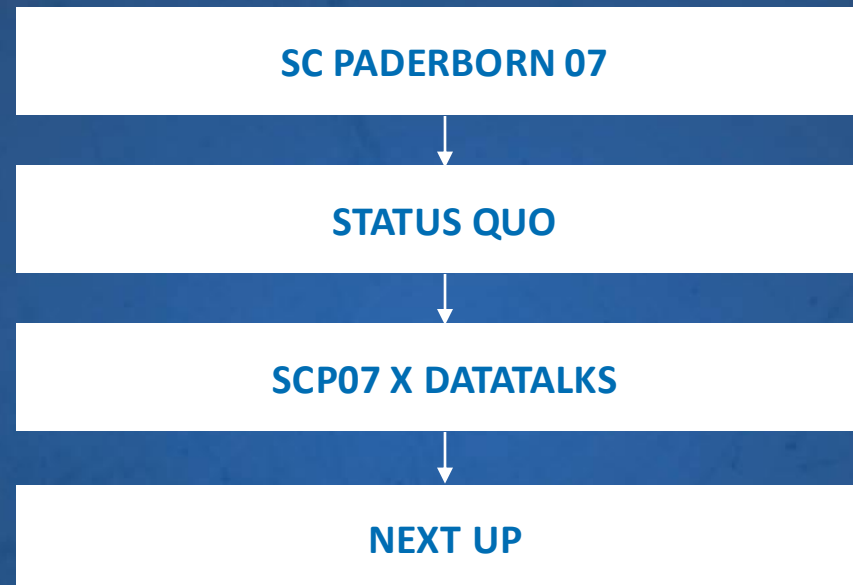 SC PADERBORN 07
STATUS QUO
SCP07 X DATATALKS
NEXT UP